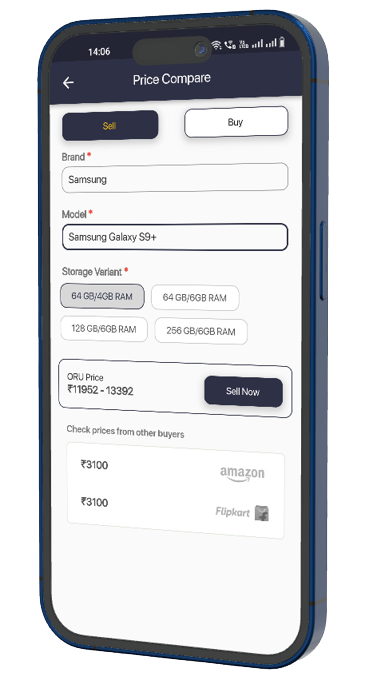 14:06
Price Compare
Sell
Buy
Brand *
Samsung
Model *
Samsung Galaxy S9+
Storage Variant *
64 GB/4GB RAM
64 GB/6GB RAM
128 GB/6GB RAM
256 GB/6GB RAM
ORU Price
₹11952 - 13392
Sell Now
Check prices from other buyers
₹3100
amazon
₹3100
Flipkart